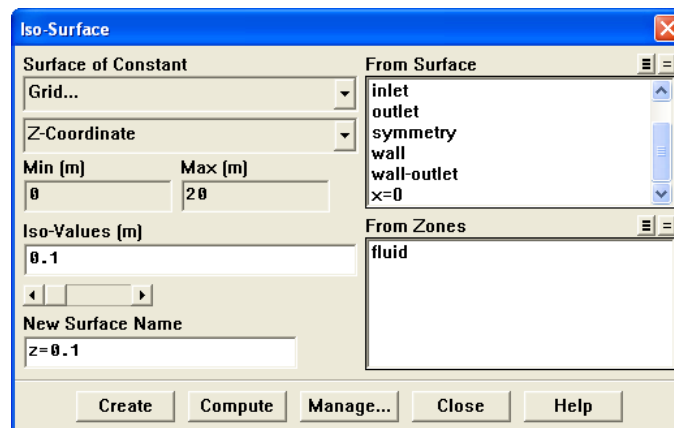 Iso-Surface
Surface of Constant
Grid...
Z-Coordinate
Min (m) Max (m)
0 20
Iso-Values (m)
0.1
New Surface Name
z=0.1
From Surface
inlet
outlet
symmetry
wall
wall-outlet
x=0
From Zones
fluid
Create Compute Manage... Close Help